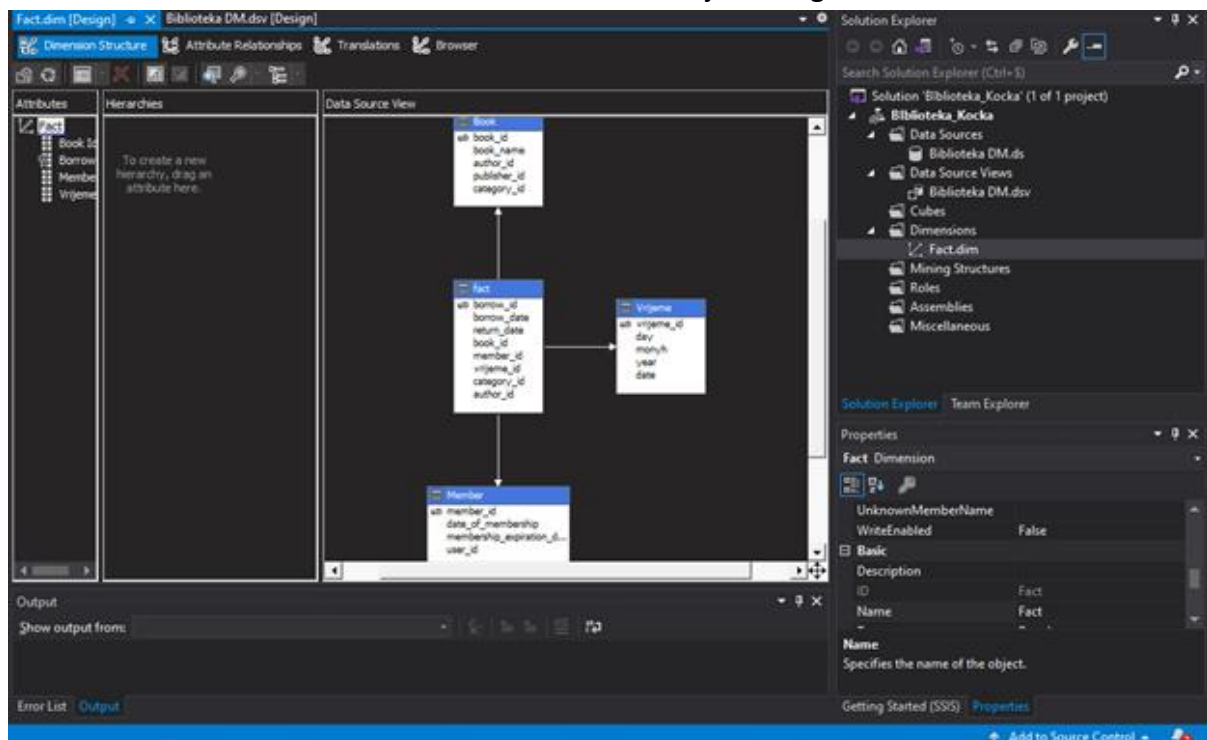 Fact.dim [Design]
Biblioteka DM.dsv [Design]
Dimension Structure
Attribute Relationships
Translations
Browser
Attributes
Hierarchies
Data Source View
Fact
Book Id
Borrow
Membe
Vrijeme
To create a new
hierarchy, drag an
attribute here.
Book
book_id
book_name
author_id
publisher_id
category_id
fact
borrow_id
borrow_date
return_date
book_id
member_id
vrijeme_id
category_id
author_id
Vrijeme
vrijeme_id
day
monyh
year
date
Member
member_id
date_of_membership
membership_expiration_d...
user_id
Output
Show output from:
Error List
Output
Solution Explorer
Search Solution Explorer (Ctrl+Š)
Solution 'BIblioteka_Kocka' (1 of 1 project)
BIblioteka_Kocka
Data Sources
Biblioteka DM.ds
Data Source Views
Biblioteka DM.dsv
Cubes
Dimensions
Fact.dim
Mining Structures
Roles
Assemblies
Miscellaneous
Solution Explorer
Team Explorer
Properties
Fact Dimension
UnknownMemberName
WriteEnabled False
Basic
Description
ID Fact
Name Fact
Name
Specifies the name of the object.
Getting Started (SSIS)
Properties
Add to Source Control